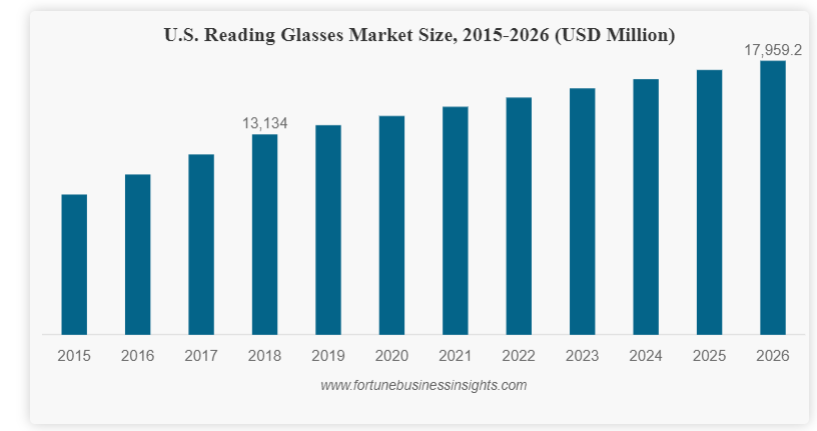 U.S. Reading Glasses Market Size, 2015-2026 (USD Million)
17,959.2
13,134
2015 2016 2017 2018 2019 2020 2021 2022 2023 2024 2025 2026
www.fortunebusinessinsights.com